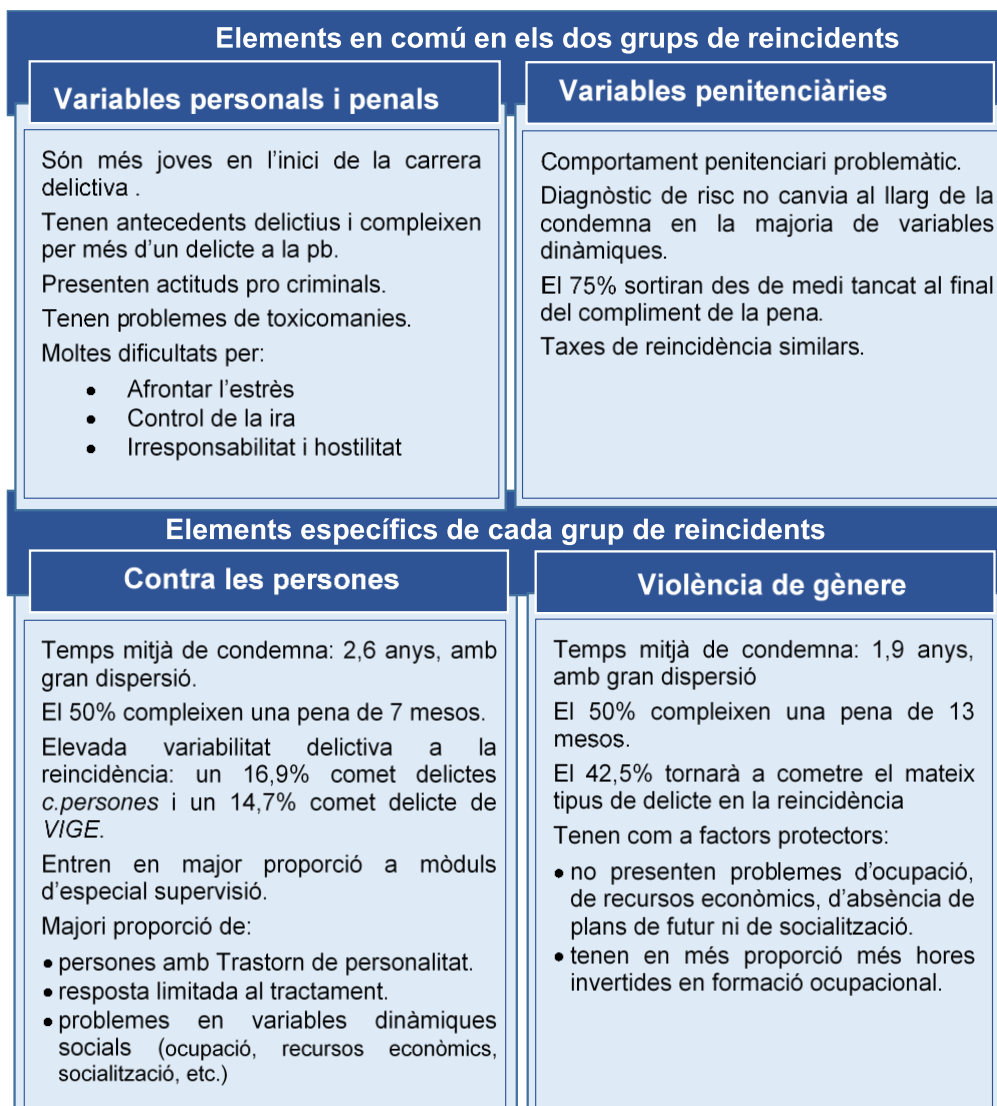 Elements en comú en els dos grups de reincidents
Variables personals i penals
Són més joves en l'inici de la carrera
delictiva .
Tenen antecedents delictius i compleixen
per més d'un delicte a la pb.
Presenten actituds pro criminals.
Tenen problemes de toxicomanies.
Moltes dificultats per:
• Afrontar l'estrès
• Control de la ira
• Irresponsabilitat i hostilitat
Variables penitenciàries
Comportament penitenciari problemàtic.
Diagnòstic de risc no canvia al llarg de la
condemna en la majoria de variables
dinàmiques.
El 75% sortiran des de medi tancat al final
del compliment de la pena.
Taxes de reincidència similars.
Elements específics de cada grup de reincidents
Contra les persones
Temps mitjà de condemna: 2,6 anys, amb
gran dispersió.
El 50% compleixen una pena de 7 mesos.
Elevada variabilitat delictiva a la
reincidència: un 16,9% comet delictes
c.persones i un 14,7% comet delicte de
VIGE.
Entren en major proporció a mòduls
d'especial supervisió.
Majori proporció de:
• persones amb Trastorn de personalitat.
• resposta limitada al tractament.
• problemes en variables dinàmiques
socials (ocupació, recursos econòmics,
socialització, etc.)
Violència de gènere
Temps mitjà de condemna: 1,9 anys,
amb gran dispersió
El 50% compleixen una pena de 13
mesos.
El 42,5% tornarà a cometre el mateix
tipus de delicte en la reincidència
Tenen com a factors protectors:
• no presenten problemes d'ocupació,
de recursos econòmics, d'absència de
plans de futur ni de socialització.
• tenen en més proporció més hores
invertides en formació ocupacional.